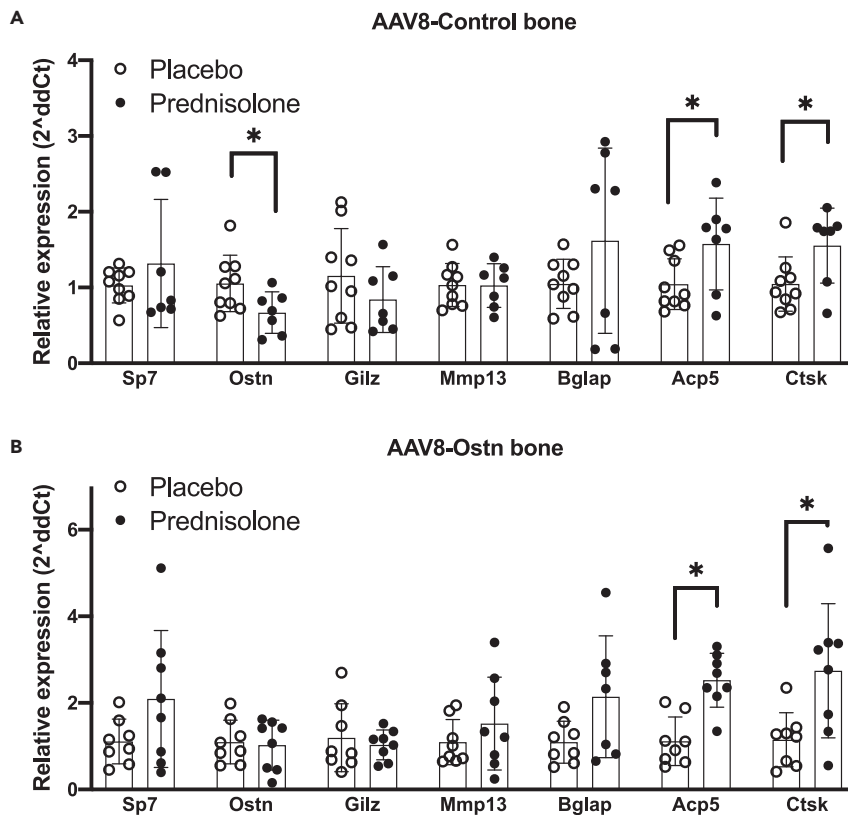 A
AAV8-Control bone
Relative expression (2^ddCt)
4
3
2
1
0
Placebo
Prednisolone
*
*
*
Sp7 Ostn Gilz Mmp13 Bglap Acp5 Ctsk
B
AAV8-Ostn bone
Relative expression (2^ddCt)
6
4
2
0
Placebo
Prednisolone
*
*
Sp7 Ostn Gilz Mmp13 Bglap Acp5 Ctsk